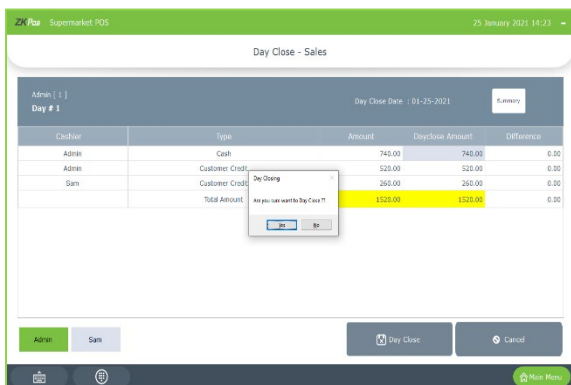 ZKPos Supermarket POS 25 January 2021 14:23
Day Close - Sales
Admin [ 1 ]
Day # 1
Day Close Date : 01-25-2021
Summary
Cashier Type Amount Dayclose Amount Difference
Admin Cash 740.00 740.00 0.00
Admin Customer Credit 520.00 520.00 0.00
Sam Customer Credit 260.00 260.00 0.00
Total Amount 1520.00 1520.00 0.00
Day Closing
Are you sure want to Day Close ??
Yes No
Admin Sam Day Close Cancel
Main Menu